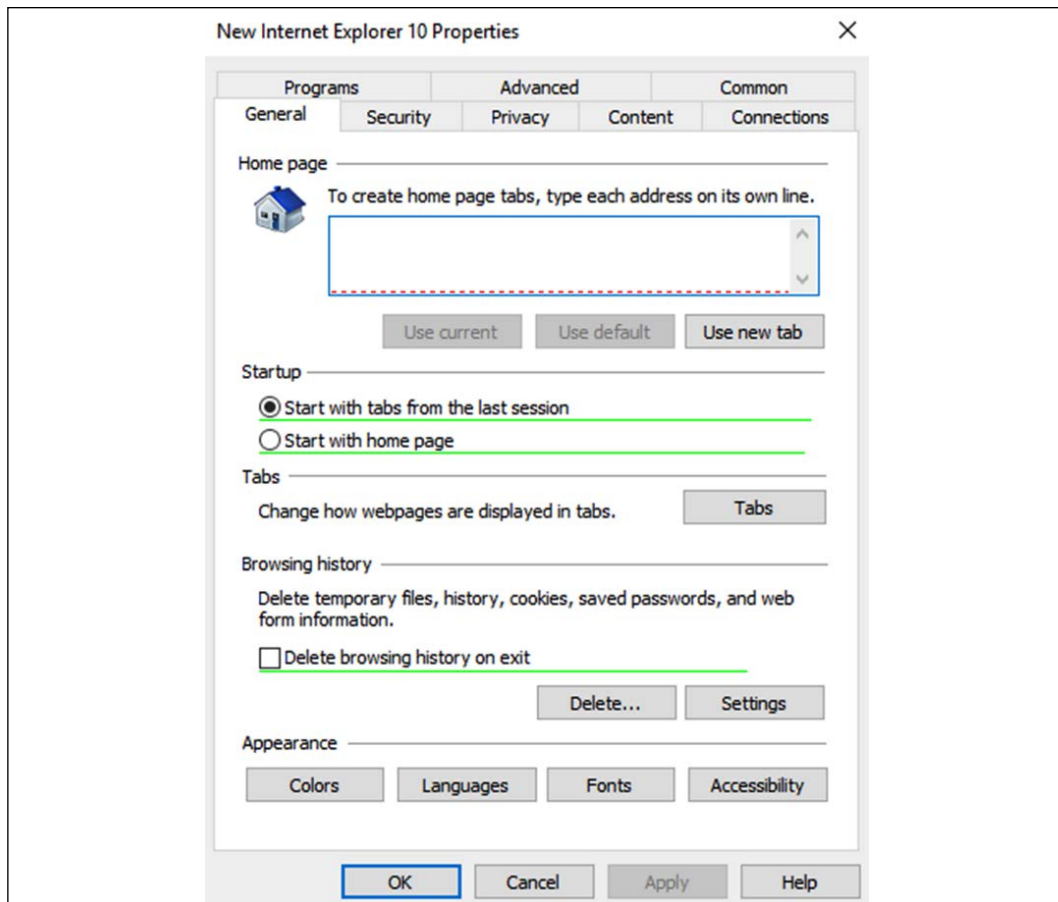 New Internet Explorer 10 Properties
Programs Advanced Common
General Security Privacy Content Connections
Home page
To create home page tabs, type each address on its own line.
Use current Use default Use new tab
Startup
Start with tabs from the last session
Start with home page
Tabs
Change how webpages are displayed in tabs. Tabs
Browsing history
Delete temporary files, history, cookies, saved passwords, and web
form information.
Delete browsing history on exit
Delete... Settings
Appearance
Colors Languages Fonts Accessibility
OK Cancel Apply Help